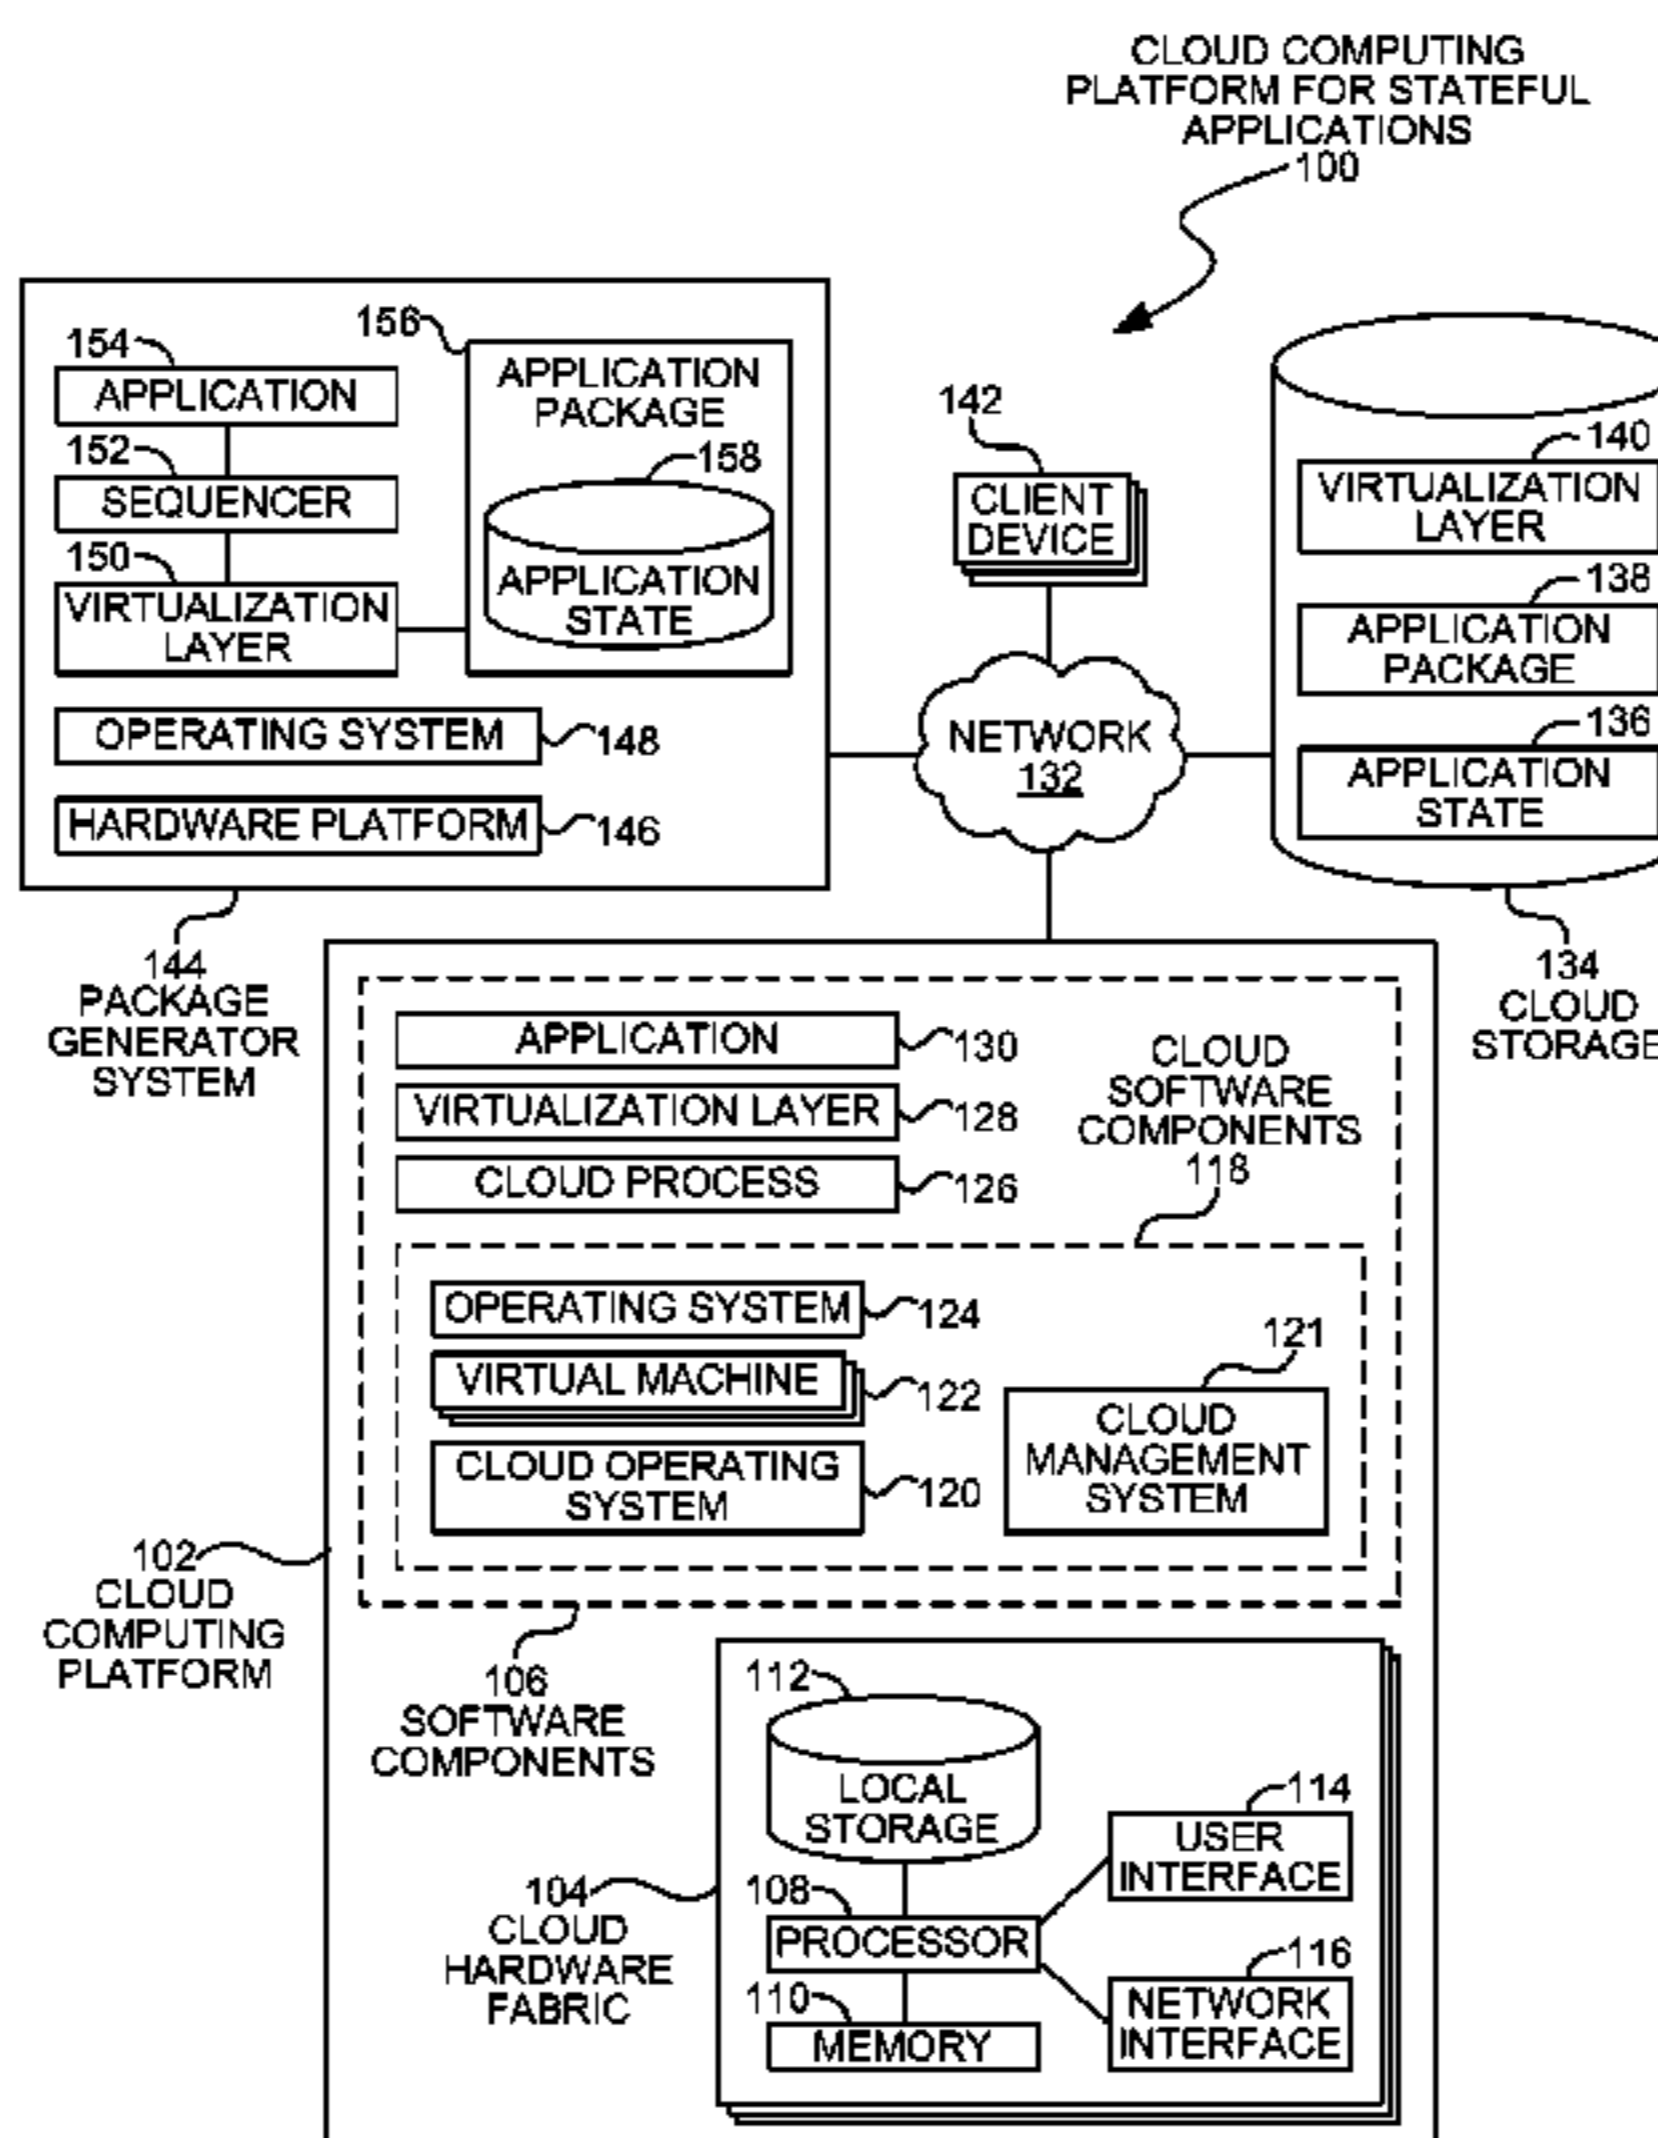 CLOUD COMPUTING
PLATFORM FOR STATEFUL
APPLICATIONS
100
154
APPLICATION
152
SEQUENCER
150
VIRTUALIZATION
LAYER
156
APPLICATION
PACKAGE
158
APPLICATION
STATE
OPERATING SYSTEM
148
HARDWARE PLATFORM
146
144
PACKAGE
GENERATOR
SYSTEM
142
CLIENT
DEVICE
NETWORK
132
140
VIRTUALIZATION
LAYER
138
APPLICATION
PACKAGE
136
APPLICATION
STATE
134
CLOUD
STORAGE
APPLICATION
130
VIRTUALIZATION LAYER
128
CLOUD PROCESS
126
CLOUD
SOFTWARE
COMPONENTS
118
OPERATING SYSTEM
124
VIRTUAL MACHINE
122
CLOUD OPERATING
SYSTEM
120
121
CLOUD
MANAGEMENT
SYSTEM
102
CLOUD
COMPUTING
PLATFORM
106
SOFTWARE
COMPONENTS
112
LOCAL
STORAGE
114
USER
INTERFACE
104
CLOUD
HARDWARE
FABRIC
108
PROCESSOR
116
NETWORK
INTERFACE
110
MEMORY